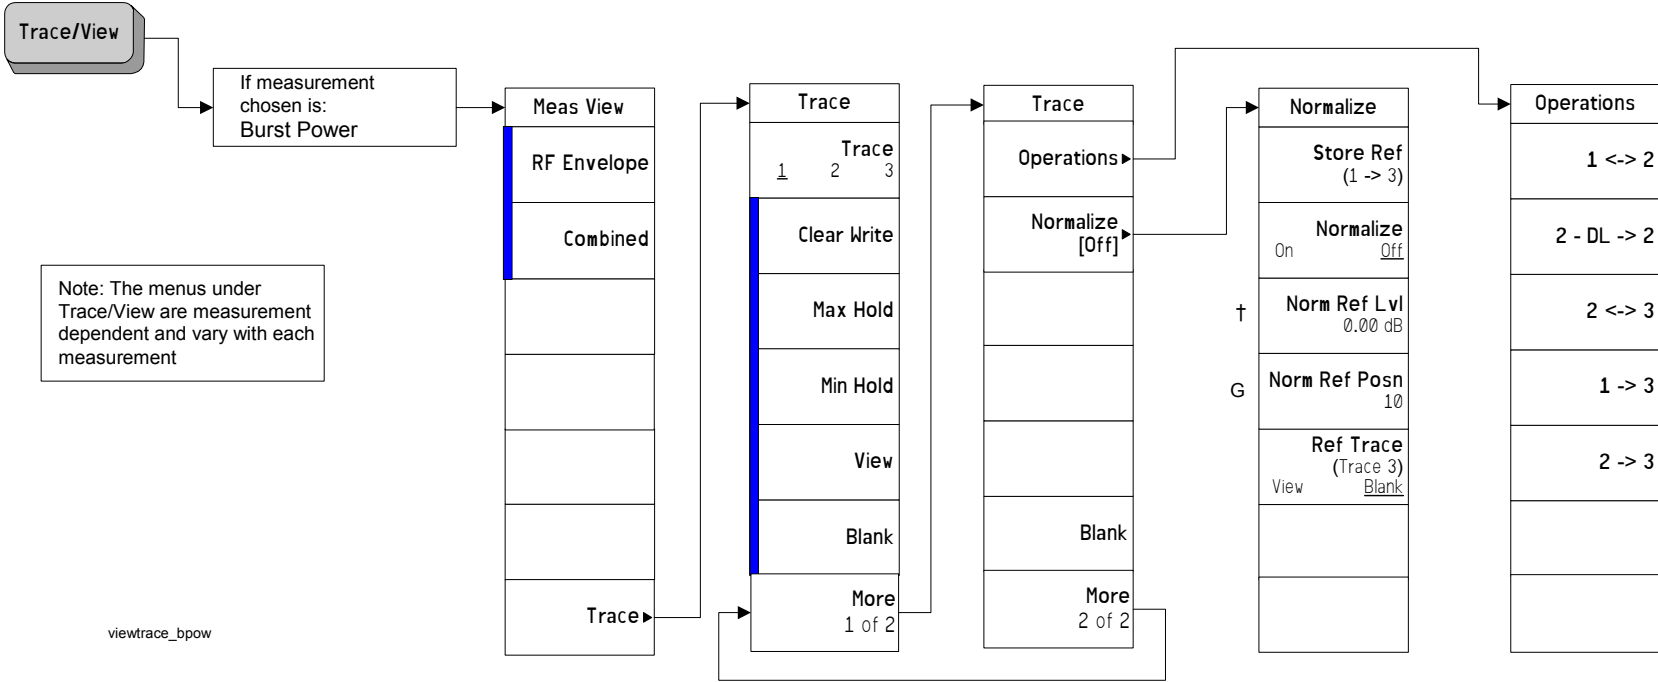 Trace/View
If measurement
chosen is:
Burst Power
Note: The menus under
Trace/View are measurement
dependent and vary with each
measurement
viewtrace_bpow
Meas View
RF Envelope
Combined
Trace
Trace
Trace
1 2 3
Clear Write
Max Hold
Min Hold
View
Blank
More
1 of 2
Trace
Operations
Normalize
[Off]
Blank
More
2 of 2
Normalize
Store Ref
(1 -> 3)
Normalize
On Off
†
Norm Ref Lvl
0.00 dB
G
Norm Ref Posn
10
Ref Trace
(Trace 3)
View Blank
Operations
1 <-> 2
2 - DL -> 2
2 <-> 3
1 -> 3
2 -> 3